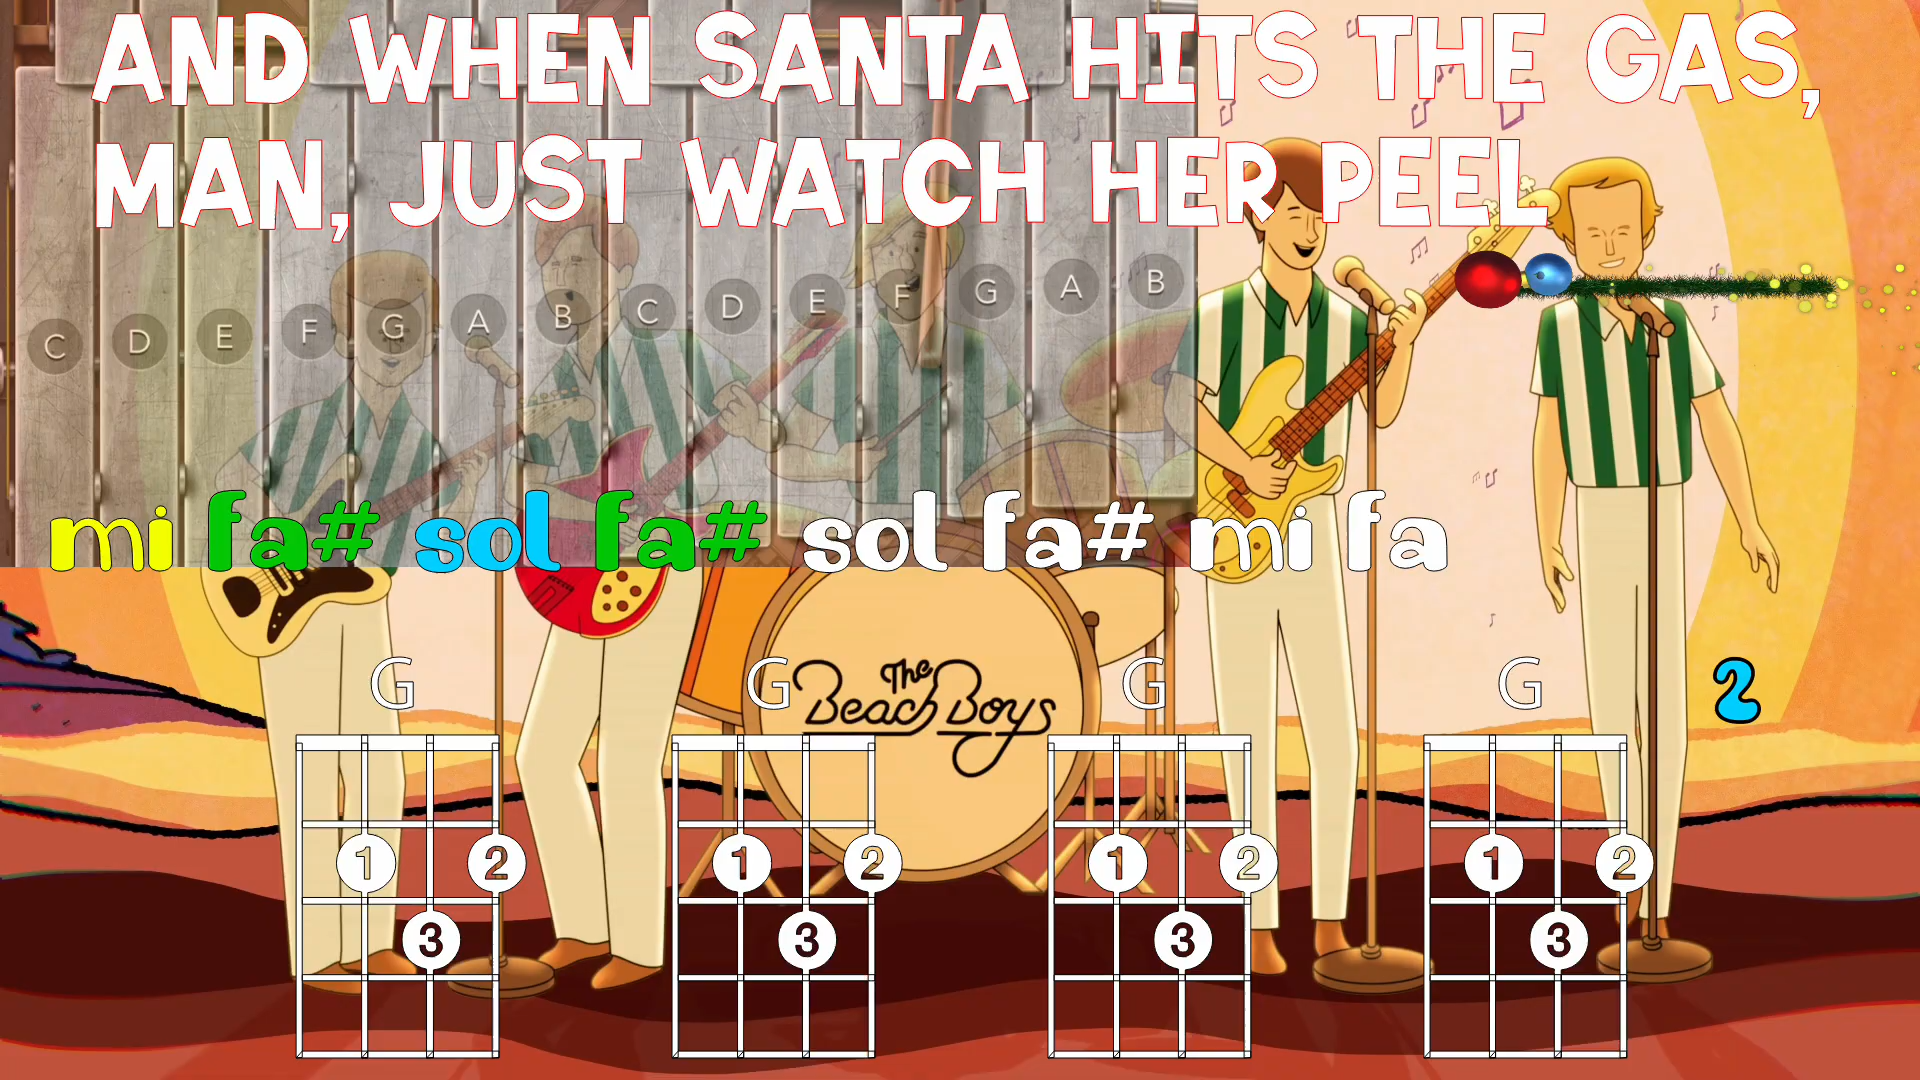 AND WHEN SANTA HITS THE GAS,
MAN, JUST WATCH HER PEEL
C D E F G A B C D E F G A B
mi fa# sol fa# sol fa# mi fa
G G G G 2
The
Beach Boys
1 2 1 2 1 2 1 2
3 3 3 3